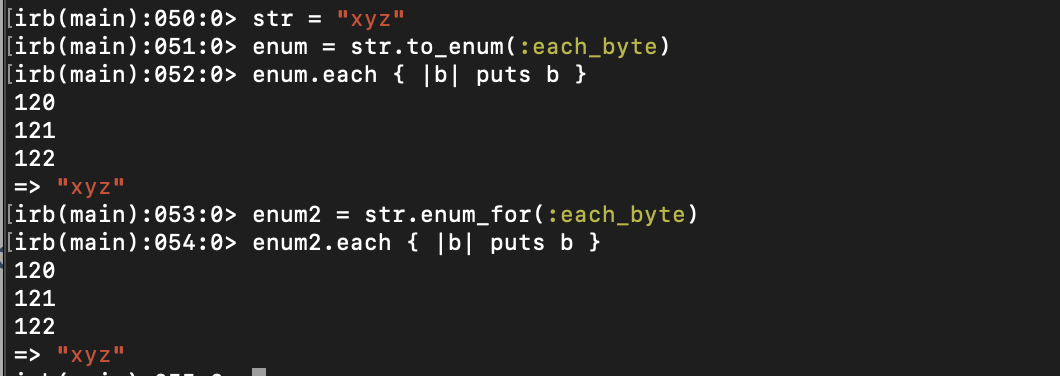 irb(main):050:0> str = "xyz"
irb(main):051:0> enum = str.to_enum(:each_byte)
irb(main):052:0> enum.each { |b| puts b }
120
121
122
=> "xyz"
irb(main):053:0> enum2 = str.enum_for(:each_byte)
irb(main):054:0> enum2.each { |b| puts b }
120
121
122
=> "xyz"